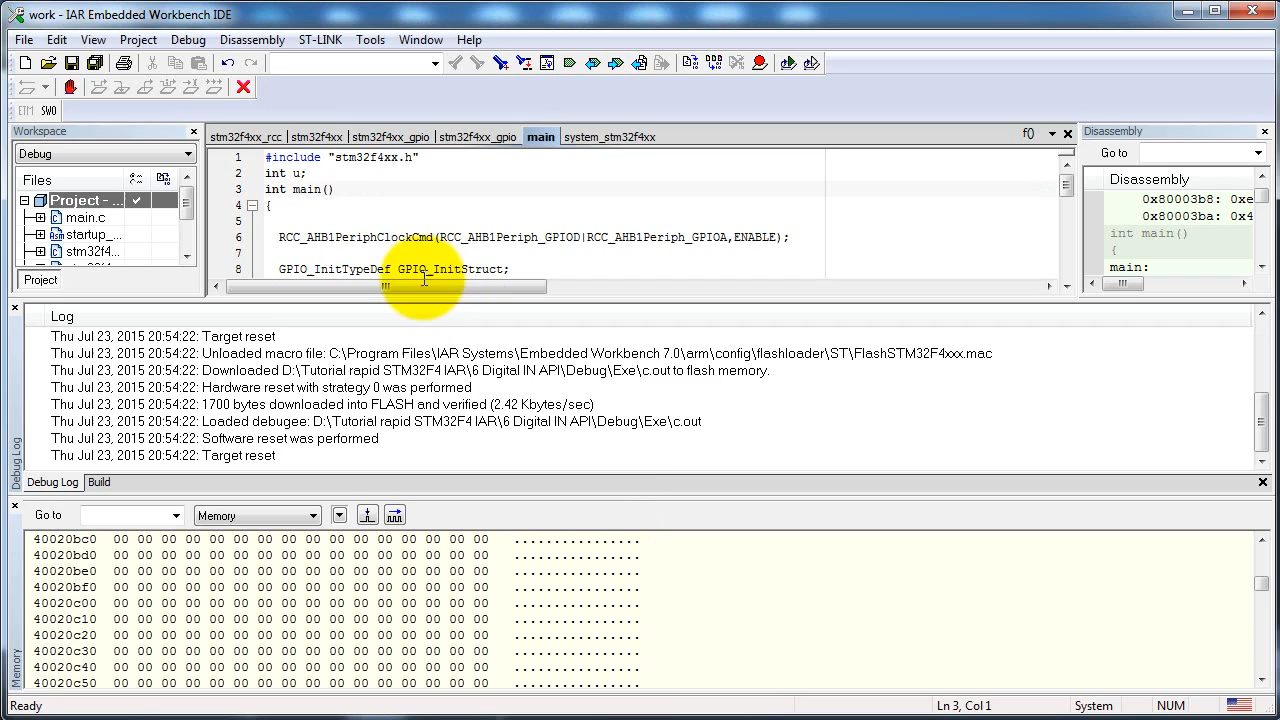 work - IAR Embedded Workbench IDE
File Edit View Project Debug Disassembly ST-LINK Tools Window Help
ETM SWO
Workspace
Debug
Files
Project - ...
main.c
startup_...
stm32f4...
Project
stm32f4xx_rcc stm32f4xx stm32f4xx_gpio stm32f4xx_gpio main system_stm32f4xx f()
1 #include "stm32f4xx.h"
2 int u;
3 int main()
4 {
5
6 RCC_AHB1PeriphClockCmd(RCC_AHB1Periph_GPIOD|RCC_AHB1Periph_GPIOA,ENABLE);
7
8 GPIO_InitTypeDef GPIO_InitStruct;
Disassembly
Go to
Disassembly
0x80003b8: 0xe
0x80003ba: 0x4
int main()
{
main:
Log
Thu Jul 23, 2015 20:54:22: Target reset
Thu Jul 23, 2015 20:54:22: Unloaded macro file: C:\Program Files\IAR Systems\Embedded Workbench 7.0\arm\config\flashloader\ST\FlashSTM32F4xxx.mac
Thu Jul 23, 2015 20:54:22: Downloaded D:\Tutorial rapid STM32F4 IAR\6 Digital IN API\Debug\Exe\c.out to flash memory.
Thu Jul 23, 2015 20:54:22: Hardware reset with strategy 0 was performed
Thu Jul 23, 2015 20:54:22: 1700 bytes downloaded into FLASH and verified (2.42 Kbytes/sec)
Thu Jul 23, 2015 20:54:22: Loaded debugee: D:\Tutorial rapid STM32F4 IAR\6 Digital IN API\Debug\Exe\c.out
Thu Jul 23, 2015 20:54:22: Software reset was performed
Thu Jul 23, 2015 20:54:22: Target reset
Debug Log
Debug Log Build
Go to Memory
40020bc0 00 00 00 00 00 00 00 00 00 00 00 00 00 00 00 00 ................
40020bd0 00 00 00 00 00 00 00 00 00 00 00 00 00 00 00 00 ................
40020be0 00 00 00 00 00 00 00 00 00 00 00 00 00 00 00 00 ................
40020bf0 00 00 00 00 00 00 00 00 00 00 00 00 00 00 00 00 ................
40020c00 00 00 00 00 00 00 00 00 00 00 00 00 00 00 00 00 ................
40020c10 00 00 00 00 00 00 00 00 00 00 00 00 00 00 00 00 ................
40020c20 00 00 00 00 00 00 00 00 00 00 00 00 00 00 00 00 ................
40020c30 00 00 00 00 00 00 00 00 00 00 00 00 00 00 00 00 ................
40020c40 00 00 00 00 00 00 00 00 00 00 00 00 00 00 00 00 ................
40020c50 00 00 00 00 00 00 00 00 00 00 00 00 00 00 00 00 ................
Memory
Ready Ln 3, Col 1 System NUM